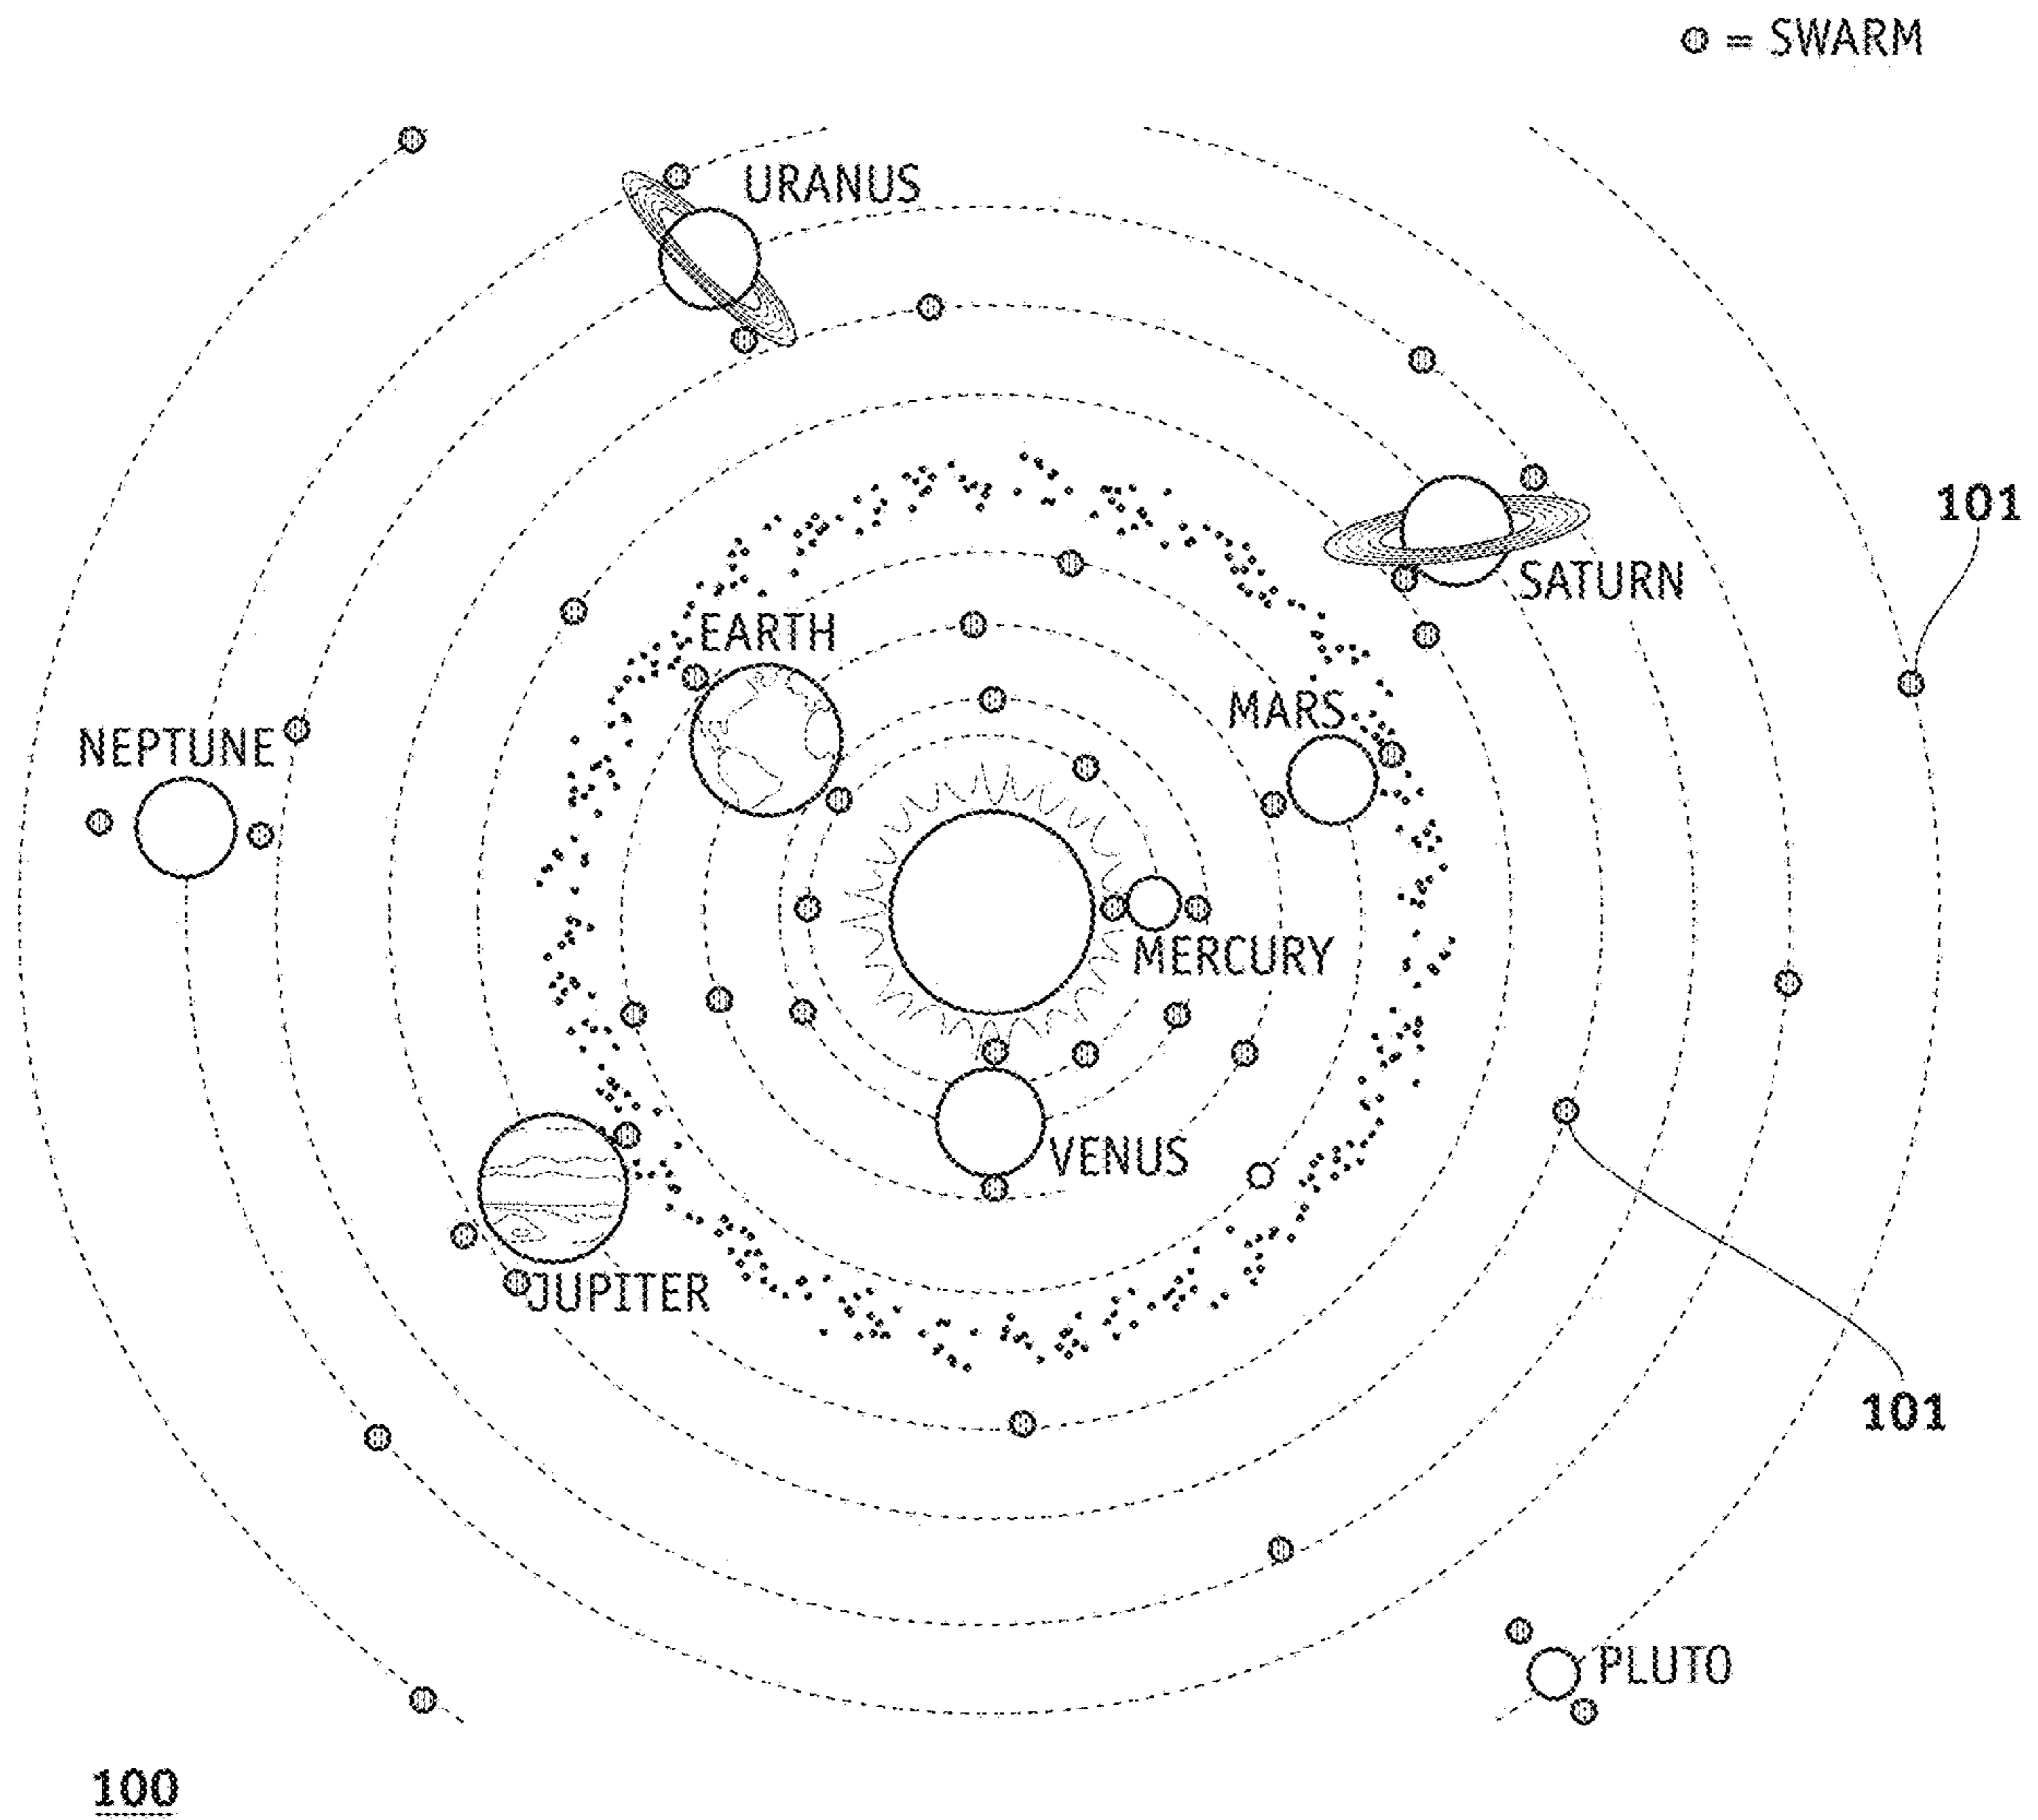 = SWARM
URANUS
101
SATURN
EARTH
MARS
NEPTUNE
MERCURY
VENUS
JUPITER
101
PLUTO
100